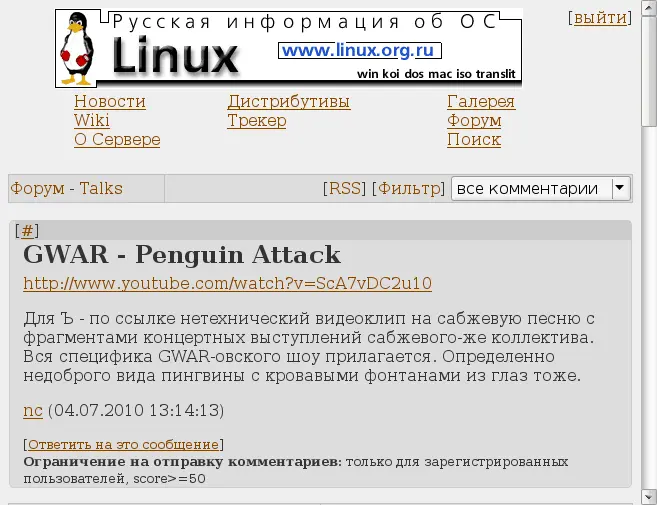 Русская информация об ОС
[выйти]
Linux
www.linux.org.ru
win koi dos mac iso translit
Новости Дистрибутивы Галерея
Wiki Трекер Форум
О Сервере Поиск
Форум - Talks [RSS] [Фильтр] все комментарии
[#]
GWAR - Penguin Attack
http://www.youtube.com/watch?v=ScA7vDC2u10
Для Ъ - по ссылке нетехнический видеоклип на сабжевую песню с
фрагментами концертных выступлений сабжевого-же коллектива.
Вся специфика GWAR-овского шоу прилагается. Определенно
недоброго вида пингвины с кровавыми фонтанами из глаз тоже.
nc (04.07.2010 13:14:13)
[Ответить на это сообщение]
Ограничение на отправку комментариев: только для зарегистрированных
пользователей, score>=50